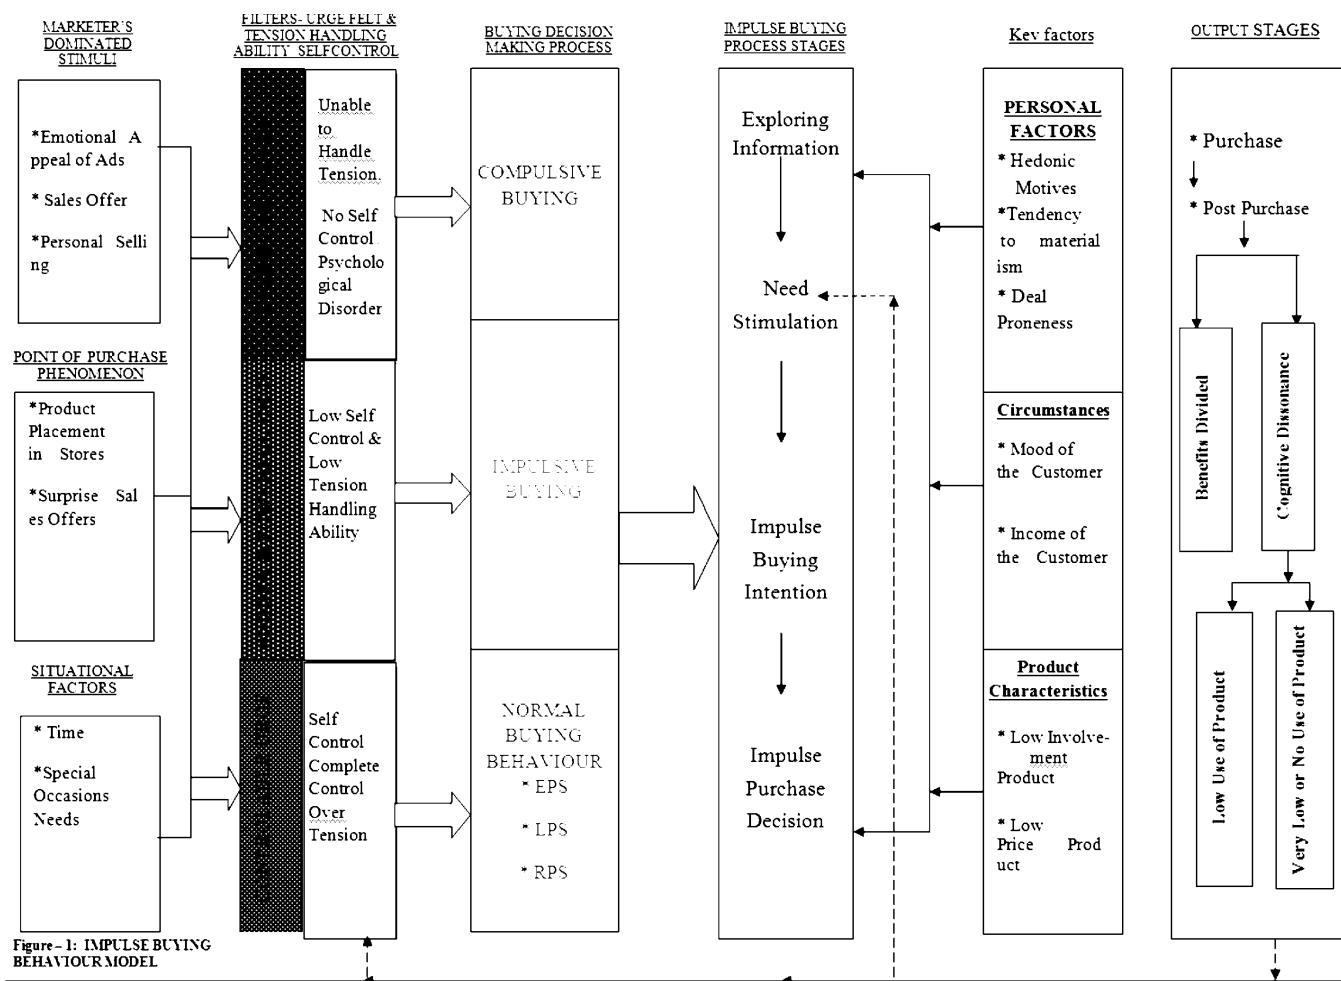 MARKETER'S
DOMINATED
STIMULI
*Emotional A
ppeal of Ads
* Sales Offer
*Personal Selli
ng
POINT OF PURCHASE
PHENOMENON
*Product
Placement
in Stores
*Surprise Sal
es Offers
SITUATIONAL
FACTORS
* Time
*Special
Occasions
Needs
FILTERS- URGE FELT &
TENSION HANDLING
ABILITY SELFCONTROL
Unable
to
Handle
Tension.
No Self
Control.
Psycholo
gical
Disorder
Low Self
Control &
Low
Tension
Handling
Ability
Self
Control
Complete
Control
Over
Tension
BUYING DECISION
MAKING PROCESS
COMPULSIVE
BUYING
IMPULSIVE
BUYING
NORMAL
BUYING
BEHAVIOUR
* EPS
* LPS
* RPS
IMPULSE BUYING
PROCESS STAGES
Exploring
Information
Need
Stimulation
Impulse
Buying
Intention
Impulse
Purchase
Decision
Key factors
PERSONAL
FACTORS
* Hedonic
Motives
*Tendency
to material
ism
* Deal
Proneness
Circumstances
* Mood of
the Customer
* Income of
the Customer
Product
Characteristics
* Low Involve-
ment
Product
* Low
Price Prod
uct
OUTPUT STAGES
* Purchase
* Post Purchase
Benefits Divided
Cognitive Dissonance
Low Use of Product
Very Low or No Use of Product
Figure – 1: IMPULSE BUYING
BEHAVIOUR MODEL